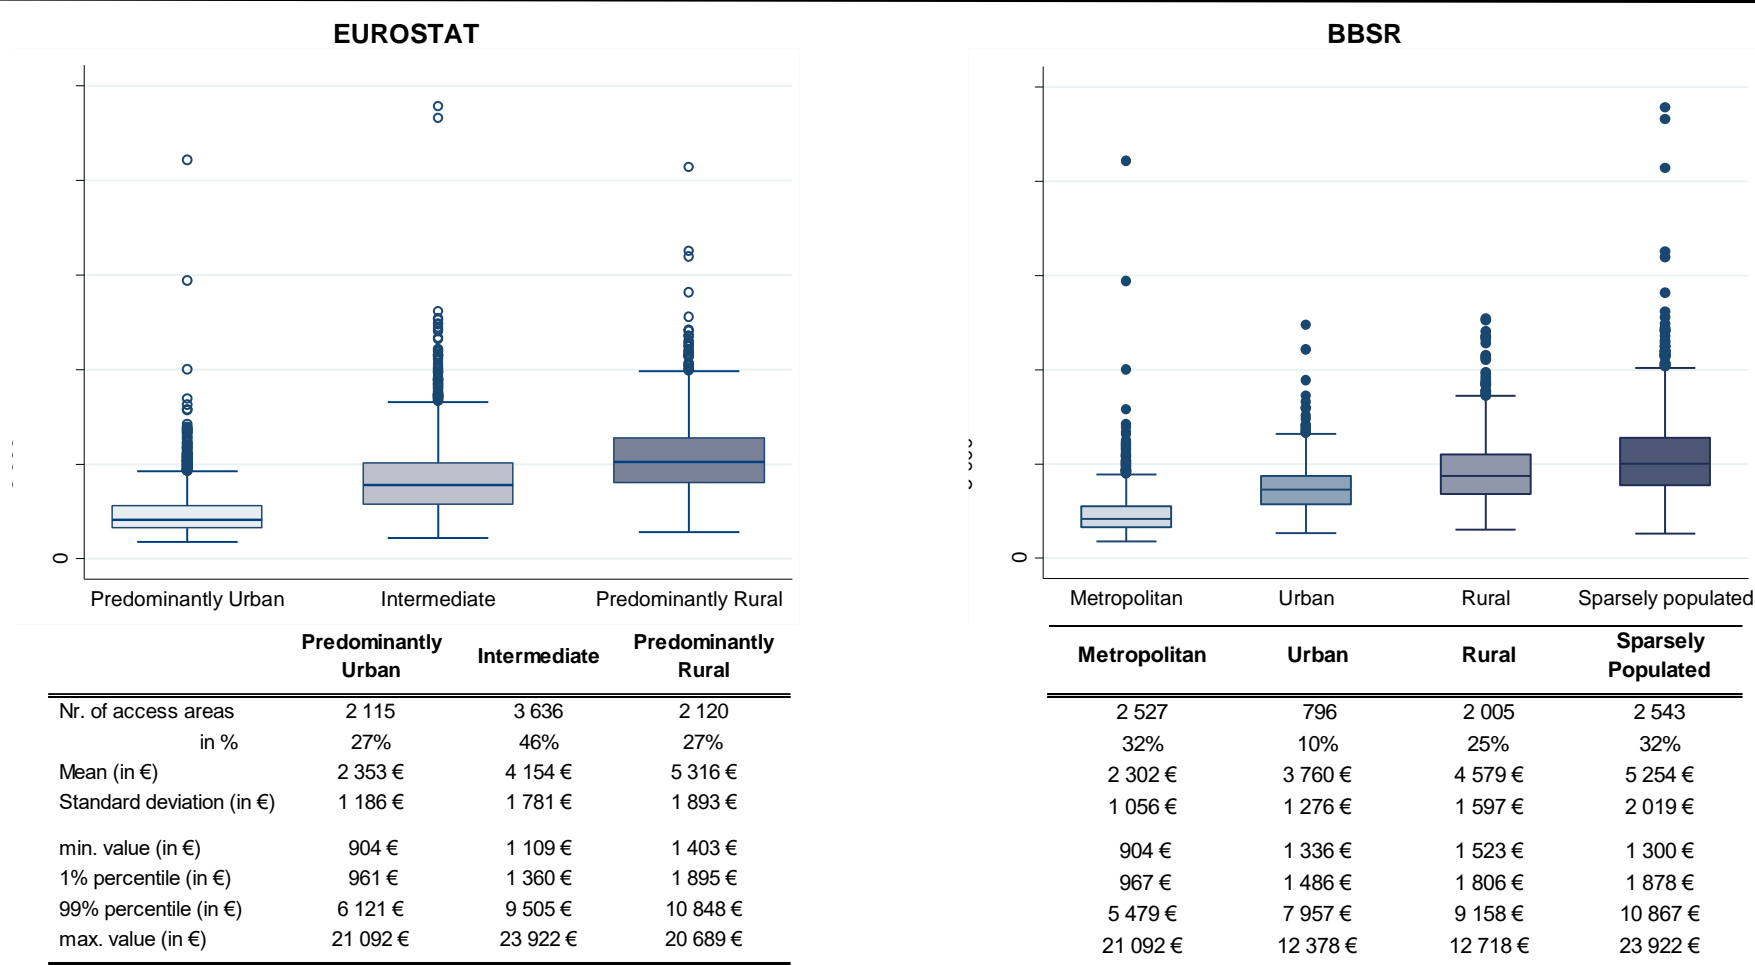 EUROSTAT
0
Predominantly Urban Intermediate Predominantly Rural
Predominantly Urban Intermediate Predominantly Rural
Nr. of access areas 2 115 3 636 2 120
in % 27% 46% 27%
Mean (in €) 2 353 € 4 154 € 5 316 €
Standard deviation (in €) 1 186 € 1 781 € 1 893 €
min. value (in €) 904 € 1 109 € 1 403 €
1% percentile (in €) 961 € 1 360 € 1 895 €
99% percentile (in €) 6 121 € 9 505 € 10 848 €
max. value (in €) 21 092 € 23 922 € 20 689 €
BBSR
0
Metropolitan Urban Rural Sparsely populated
Metropolitan Urban Rural Sparsely Populated
2 527 796 2 005 2 543
32% 10% 25% 32%
2 302 € 3 760 € 4 579 € 5 254 €
1 056 € 1 276 € 1 597 € 2 019 €
904 € 1 336 € 1 523 € 1 300 €
967 € 1 486 € 1 806 € 1 878 €
5 479 € 7 957 € 9 158 € 10 867 €
21 092 € 12 378 € 12 718 € 23 922 €